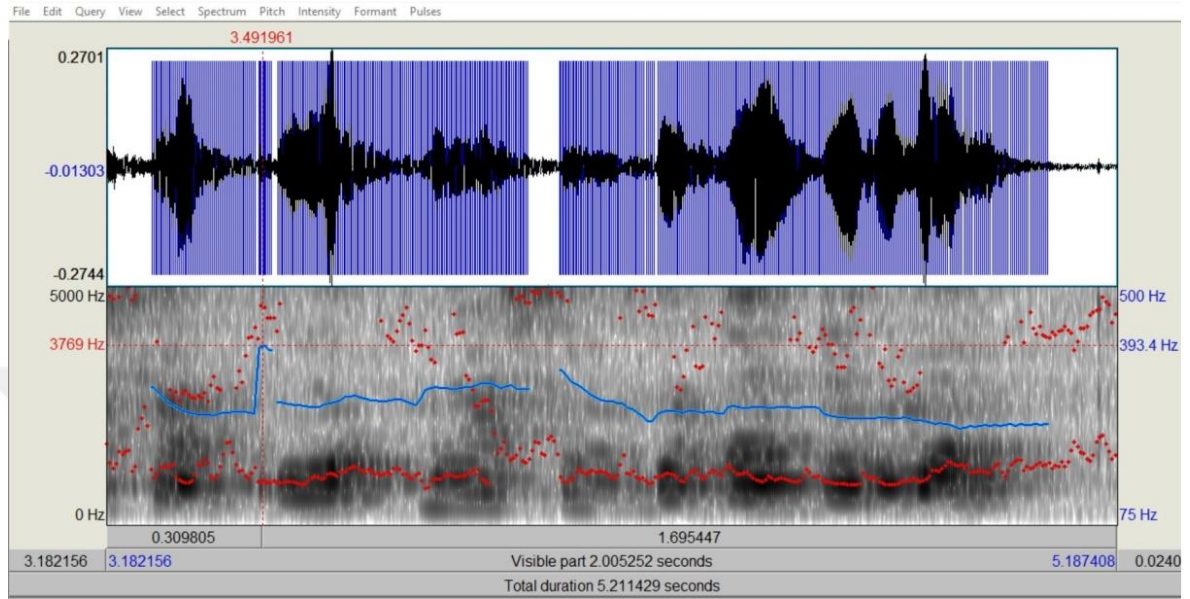 File Edit Query View Select Spectrum Pitch Intensity Formant Pulses
3.491961
0.2701
-0.01303
-0.2744
5000 Hz 500 Hz
3769 Hz 393.4 Hz
0 Hz 75 Hz
0.309805 1.695447
3.182156 3.182156 Visible part 2.005252 seconds 5.187408 0.0240
Total duration 5.211429 seconds